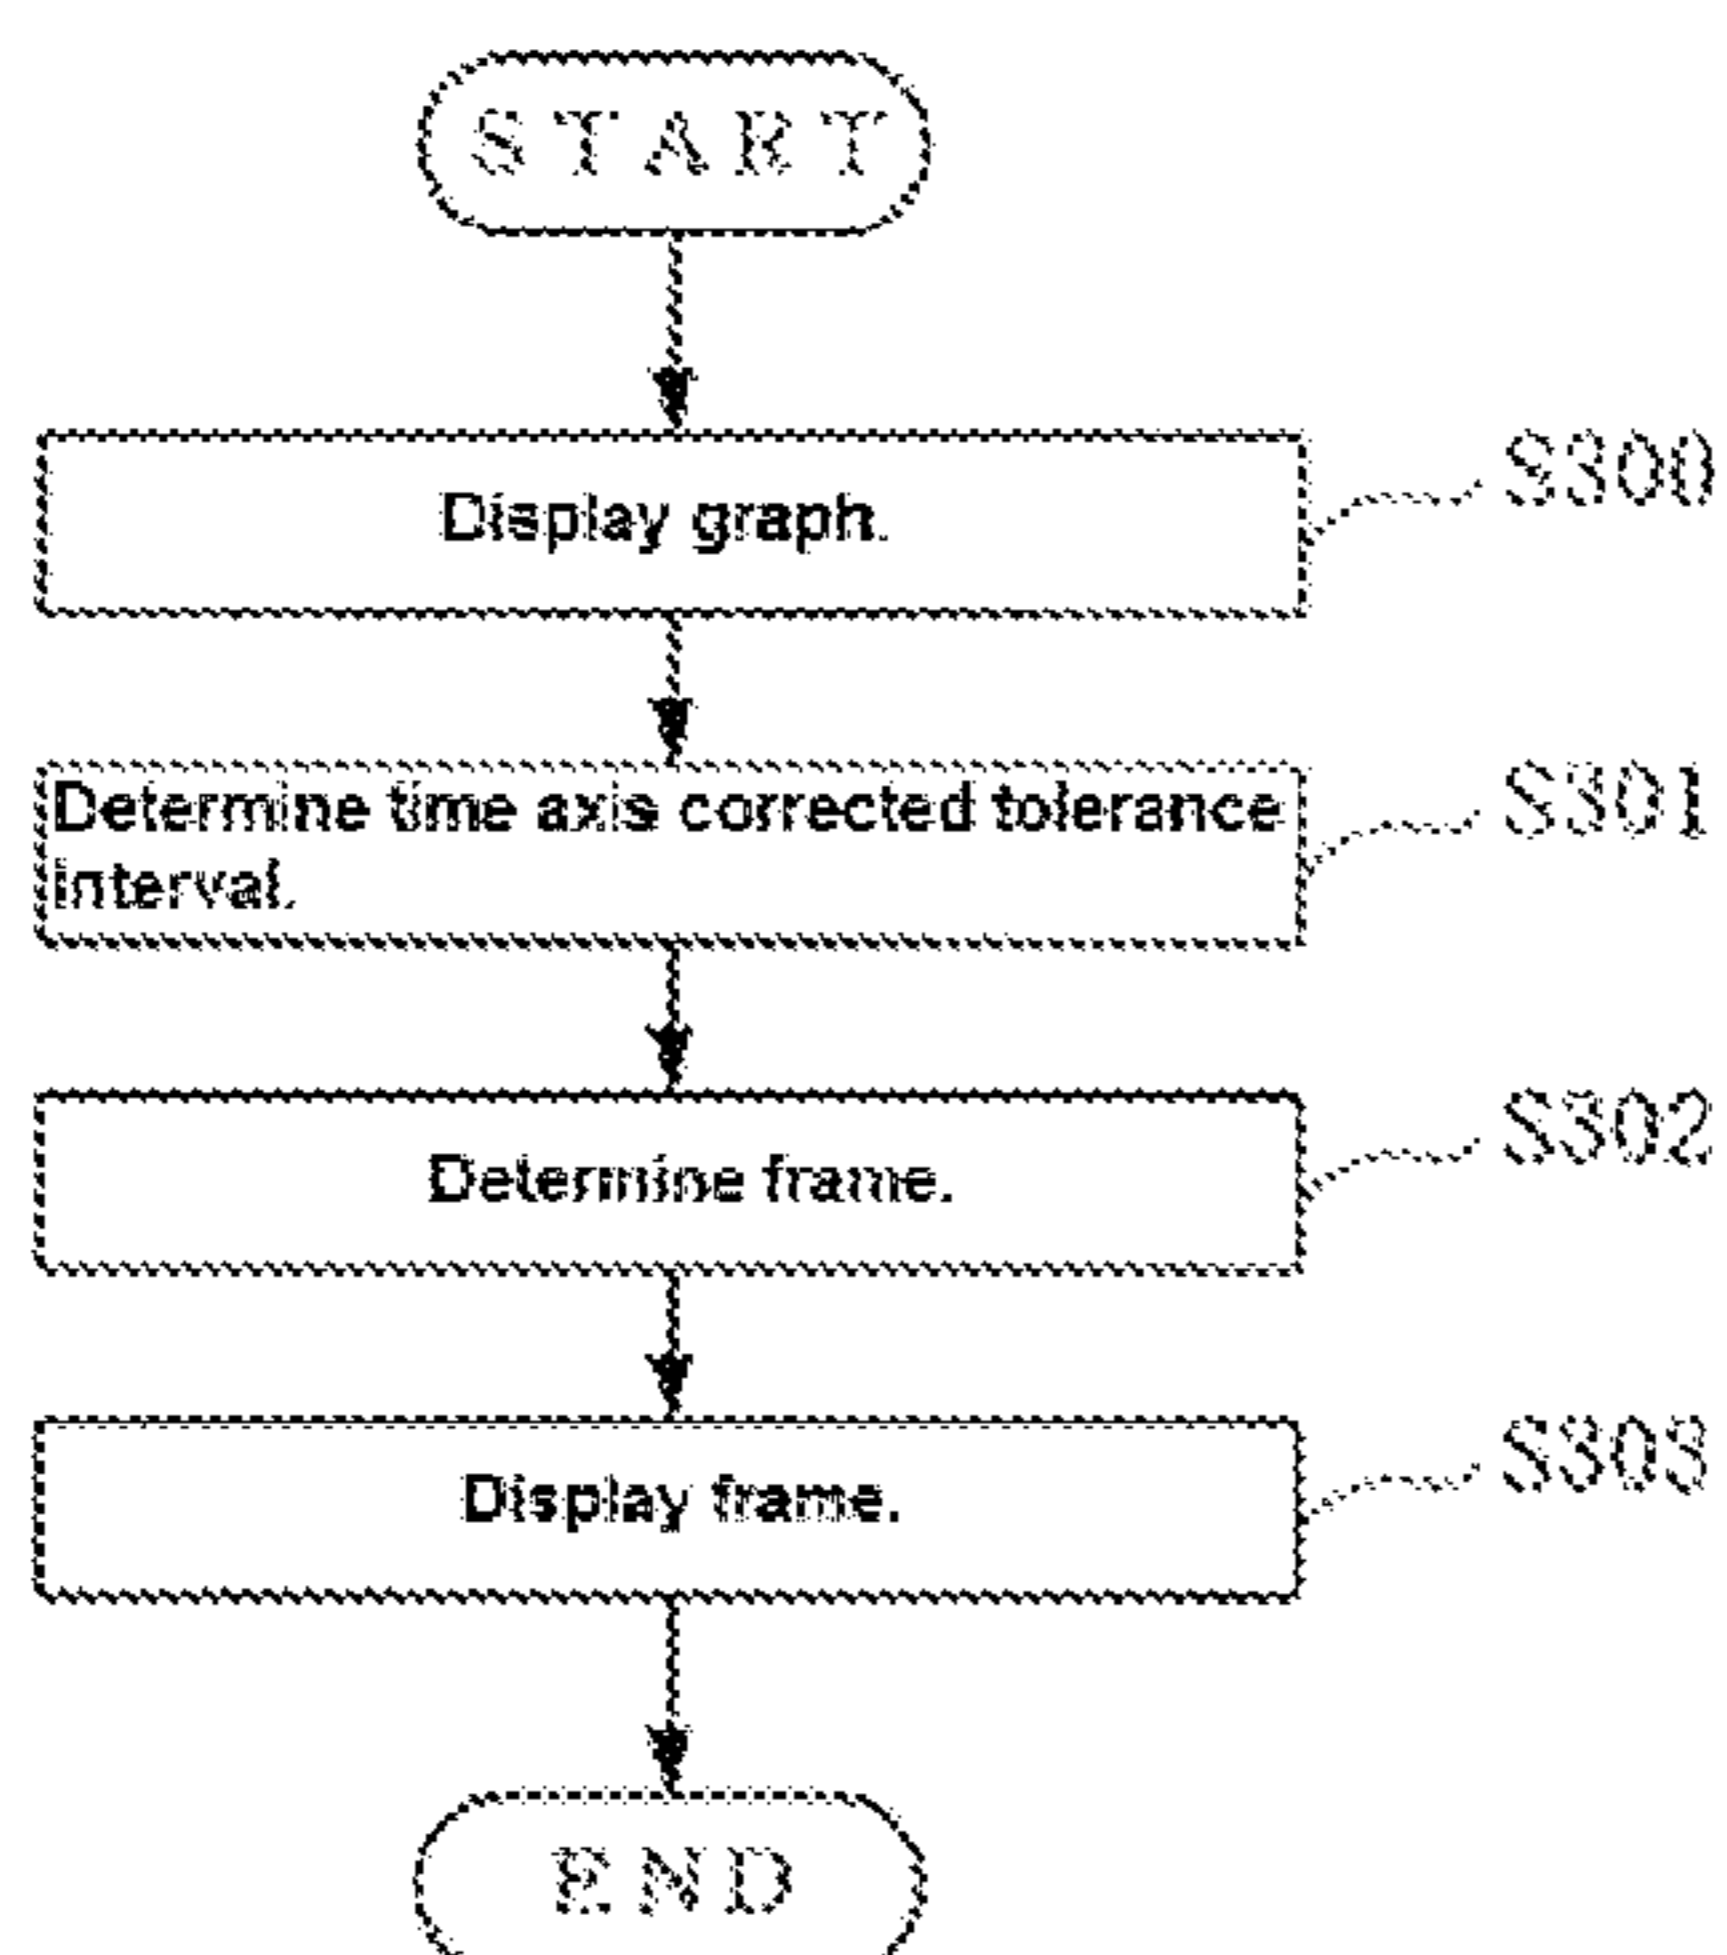 START
Display graph.
S300
Determine time axis corrected tolerance
interval.
S301
Determine frame.
S302
Display frame.
S303
END